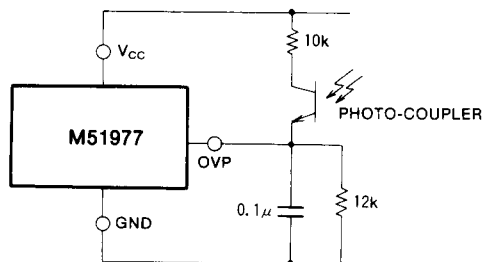 10k
VCC
PHOTO-COUPLER
M51977
OVP
0.1μ
12k
GND